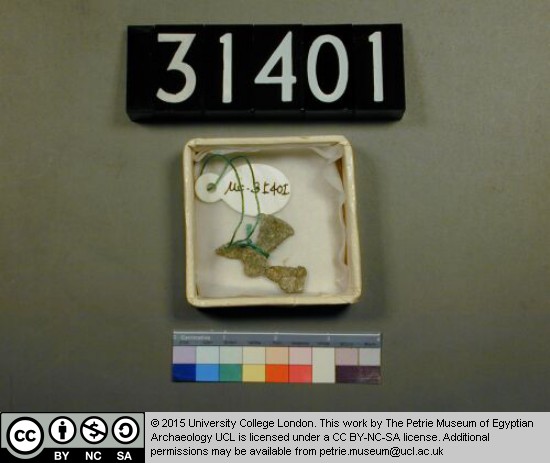 31401
UC 31401
Centimetres
BY NC SA
© 2015 University College London. This work by The Petrie Museum of Egyptian
Archaeology UCL is licensed under a CC BY-NC-SA license. Additional
permissions may be available from petrie.museum@ucl.ac.uk